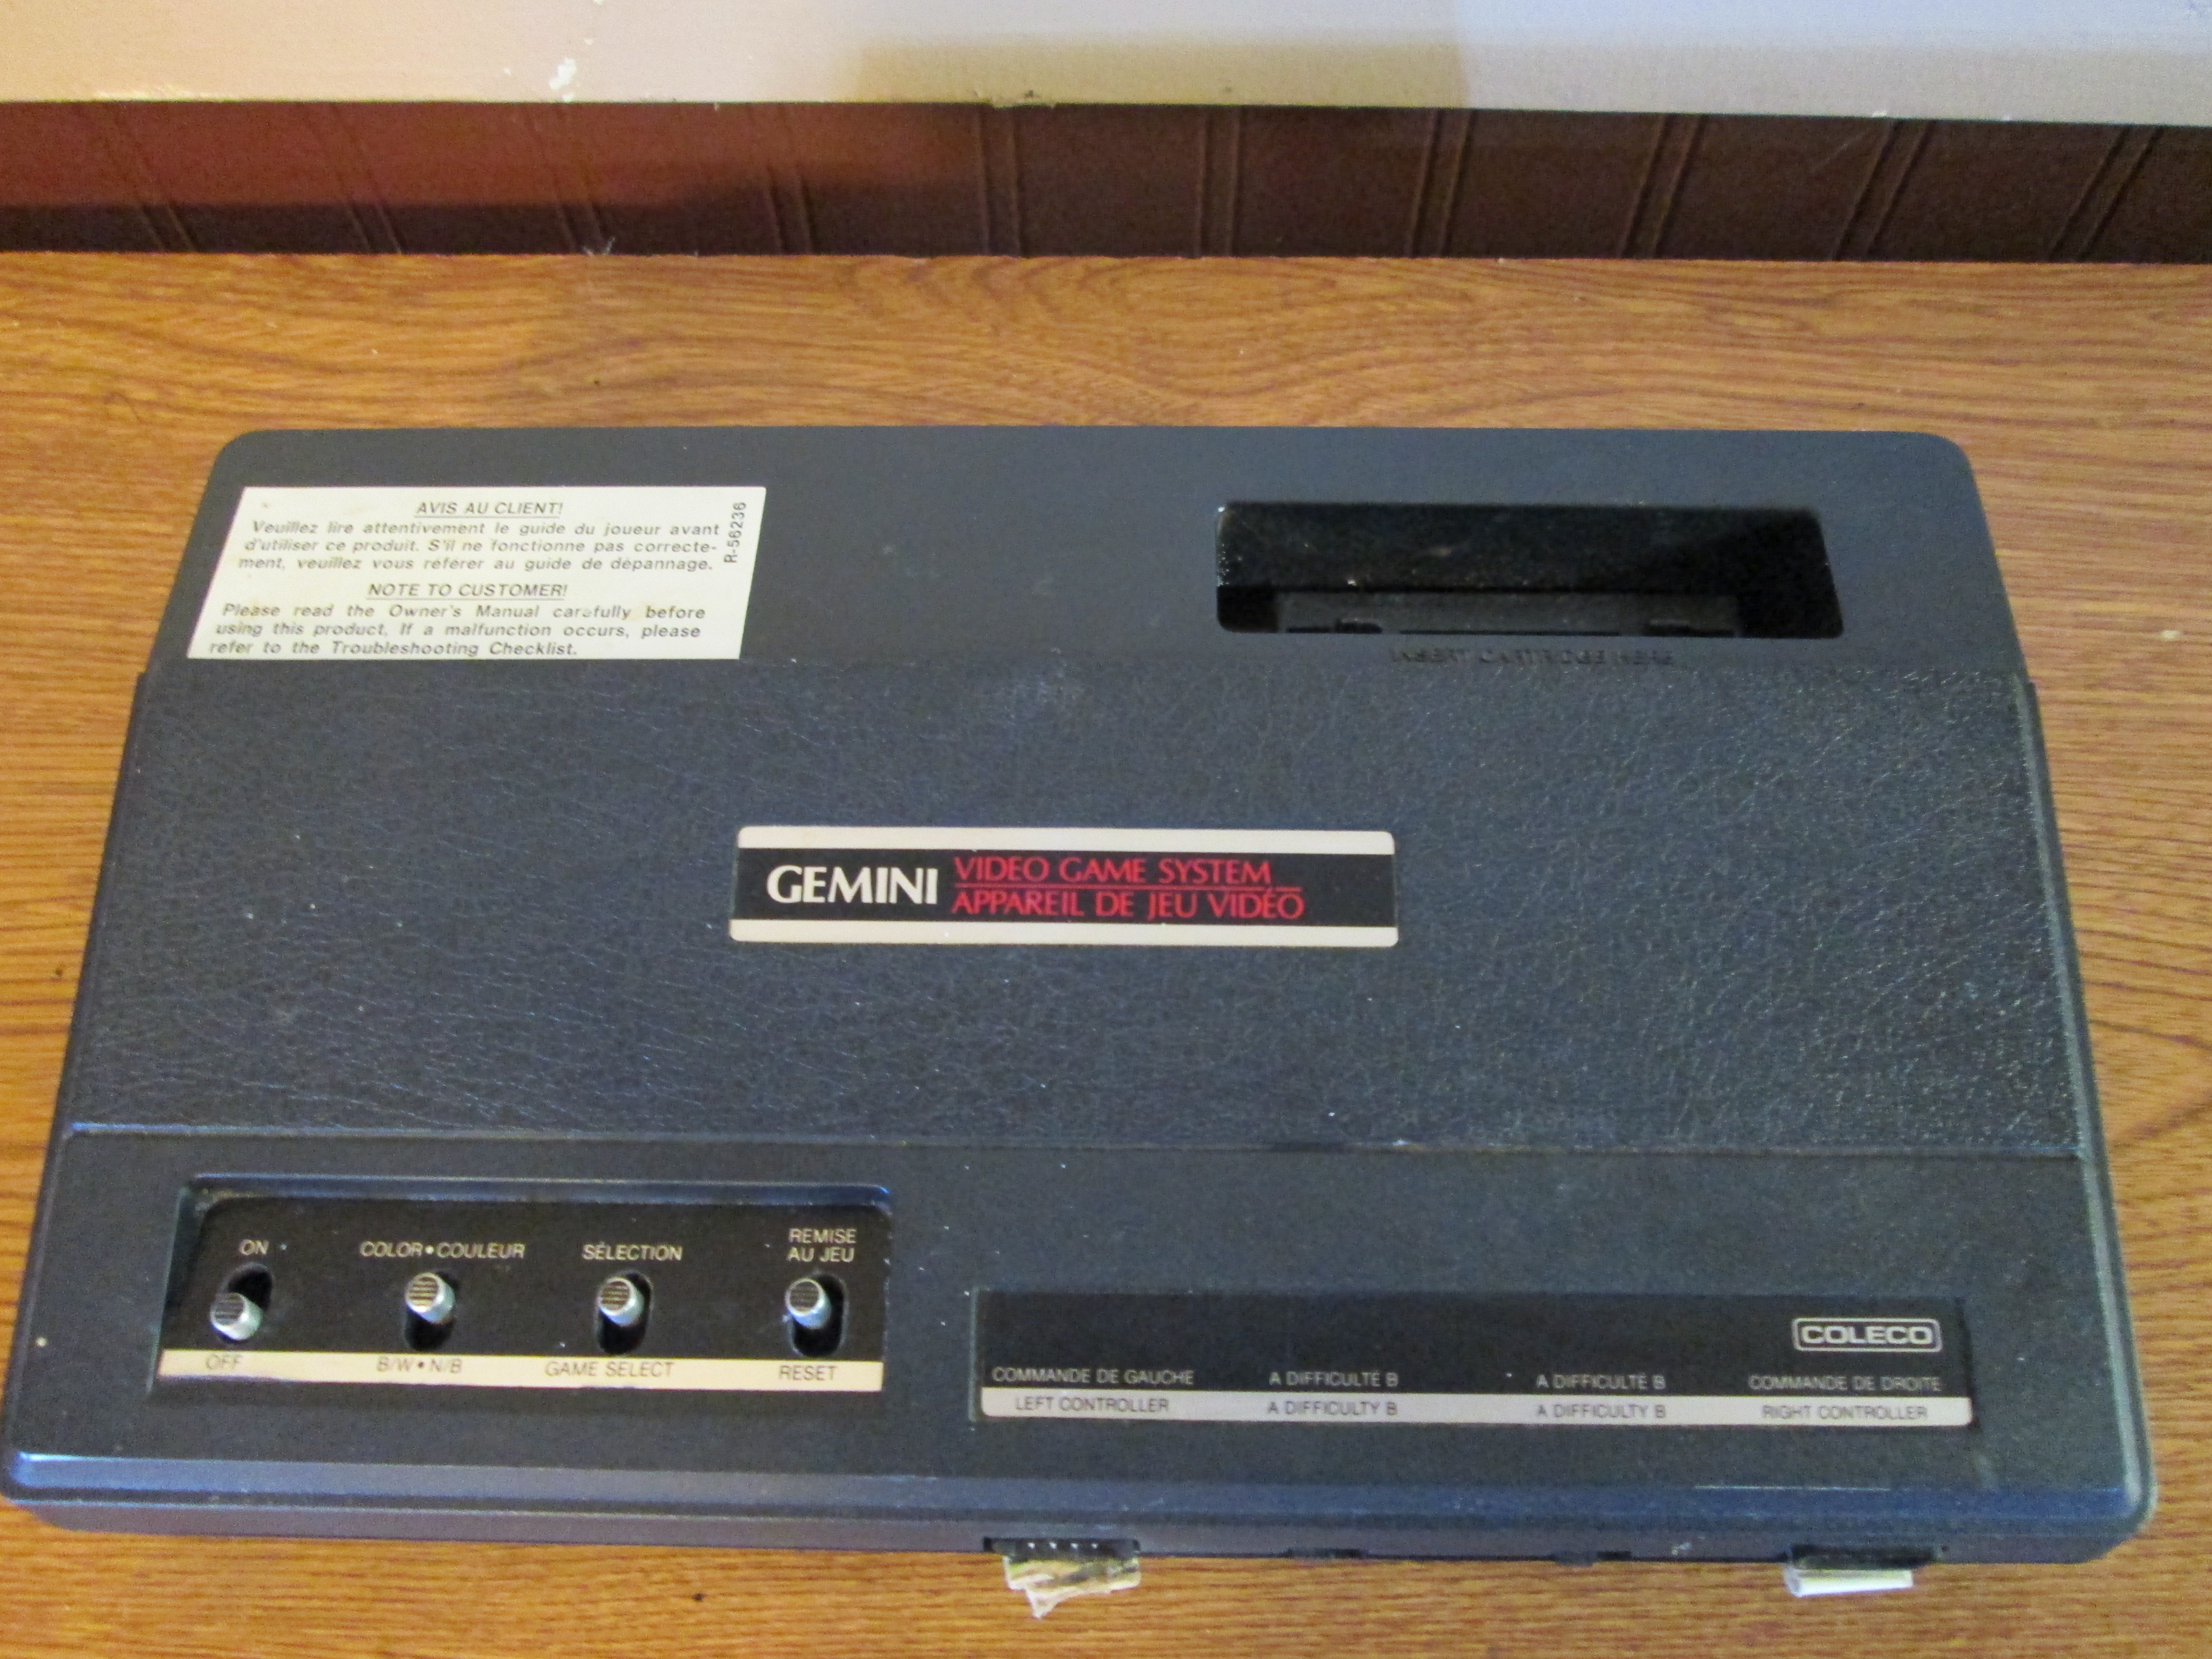 AVIS AU CLIENT!
Veuillez lire attentivement le guide du joueur avant
d'utiliser ce produit. S'il ne fonctionne pas correcte-
ment, veuillez vous référer au guide de dépannage.
R-56236
NOTE TO CUSTOMER!
Please read the Owner's Manual carefully before
using this product. If a malfunction occurs, please
refer to the Troubleshooting Checklist.
INSERT CARTRIDGE HERE
GEMINI VIDEO GAME SYSTEM
APPAREIL DE JEU VIDÉO
ON COLOR•COULEUR SÉLECTION REMISE
AU JEU
OFF B/W•N/B GAME SELECT RESET
COLECO
COMMANDE DE GAUCHE A DIFFICULTÉ B A DIFFICULTÉ B COMMANDE DE DROITE
LEFT CONTROLLER A DIFFICULTY B A DIFFICULTY B RIGHT CONTROLLER